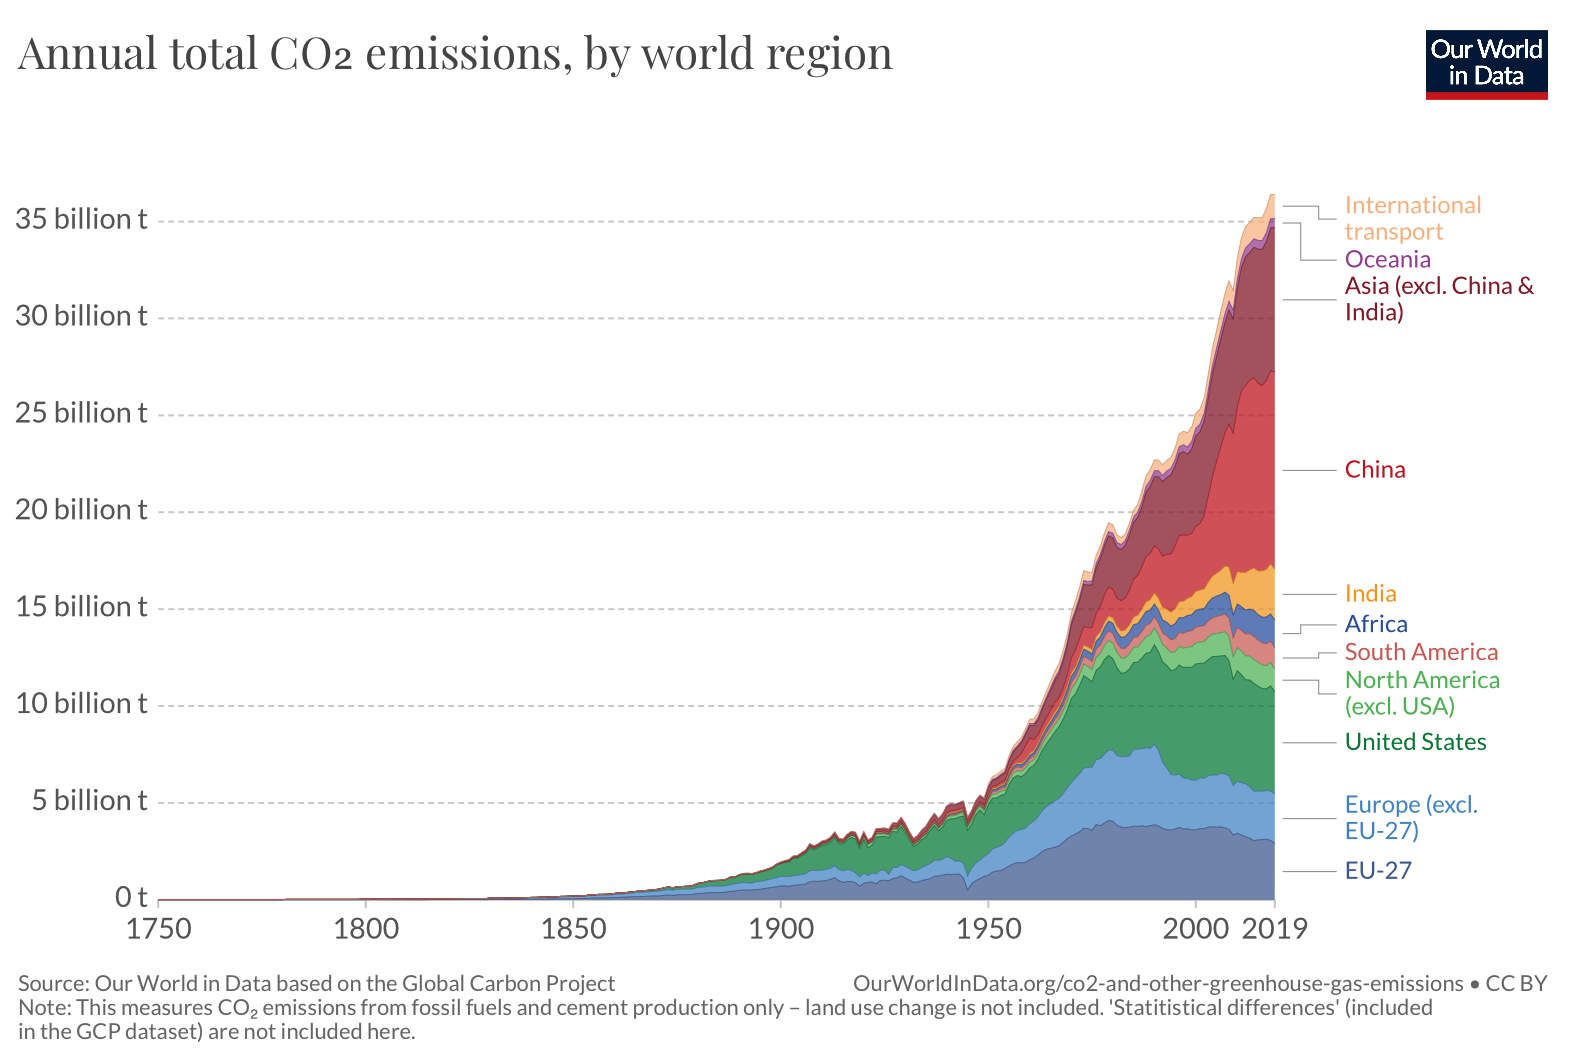 Annual total CO2 emissions, by world region
Our World
in Data
35 billion t
30 billion t
25 billion t
20 billion t
15 billion t
10 billion t
5 billion t
0 t
1750
1800
1850
1900
1950
2000
2019
International
transport
Oceania
Asia (excl. China &
India)
China
India
Africa
South America
North America
(excl. USA)
United States
Europe (excl.
EU-27)
EU-27
Source: Our World in Data based on the Global Carbon Project
OurWorldInData.org/co2-and-other-greenhouse-gas-emissions • CC BY
Note: This measures CO₂ emissions from fossil fuels and cement production only – land use change is not included. 'Statitistical differences' (included
in the GCP dataset) are not included here.